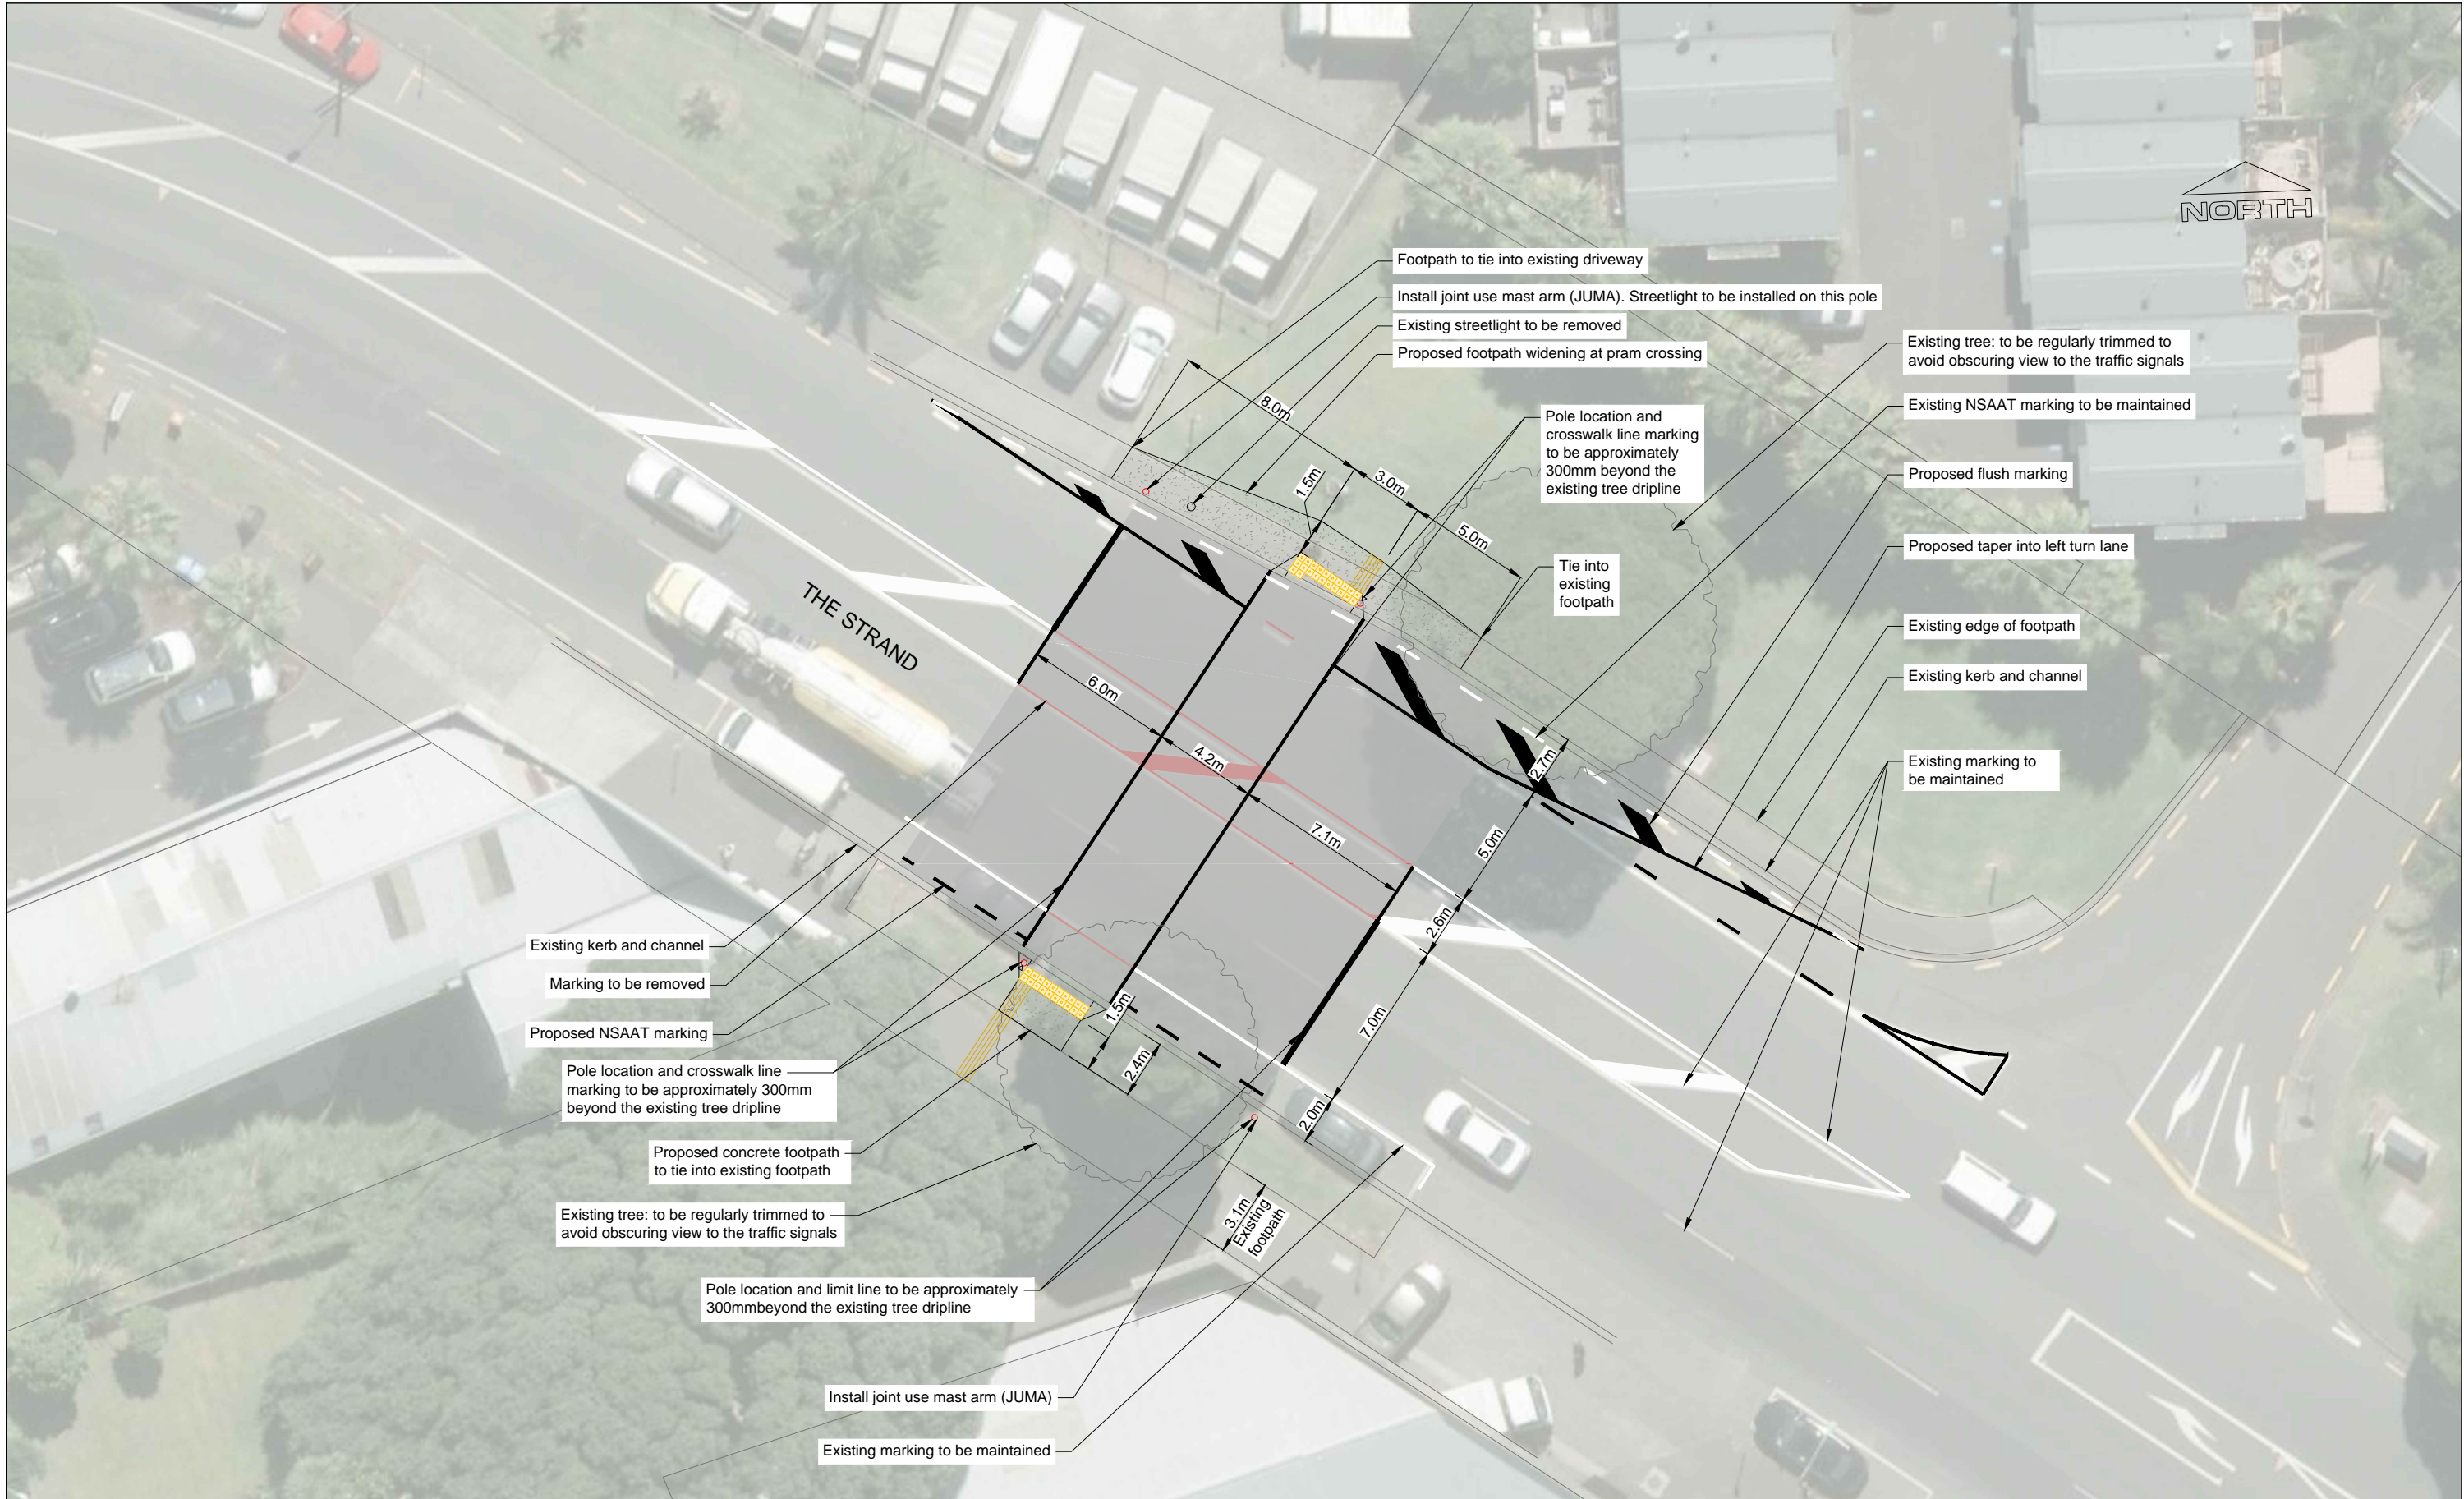 NORTH
Footpath to tie into existing driveway
Install joint use mast arm (JUMA). Streetlight to be installed on this pole
Existing streetlight to be removed
Proposed footpath widening at pram crossing
Existing tree: to be regularly trimmed to
avoid obscuring view to the traffic signals
Existing NSAAT marking to be maintained
Pole location and
crosswalk line marking
to be approximately
300mm beyond the
existing tree dripline
Proposed flush marking
Proposed taper into left turn lane
Tie into
existing
footpath
Existing edge of footpath
Existing kerb and channel
Existing marking to
be maintained
8.0m
1.5m
3.0m
5.0m
THE STRAND
6.0m
4.2m
7.1m
2.7m
5.0m
2.6m
7.0m
2.0m
1.5m
2.4m
3.1m
Existing
footpath
Existing kerb and channel
Marking to be removed
Proposed NSAAT marking
Pole location and crosswalk line
marking to be approximately 300mm
beyond the existing tree dripline
Proposed concrete footpath
to tie into existing footpath
Existing tree: to be regularly trimmed to
avoid obscuring view to the traffic signals
Pole location and limit line to be approximately
300mmbeyond the existing tree dripline
Install joint use mast arm (JUMA)
Existing marking to be maintained